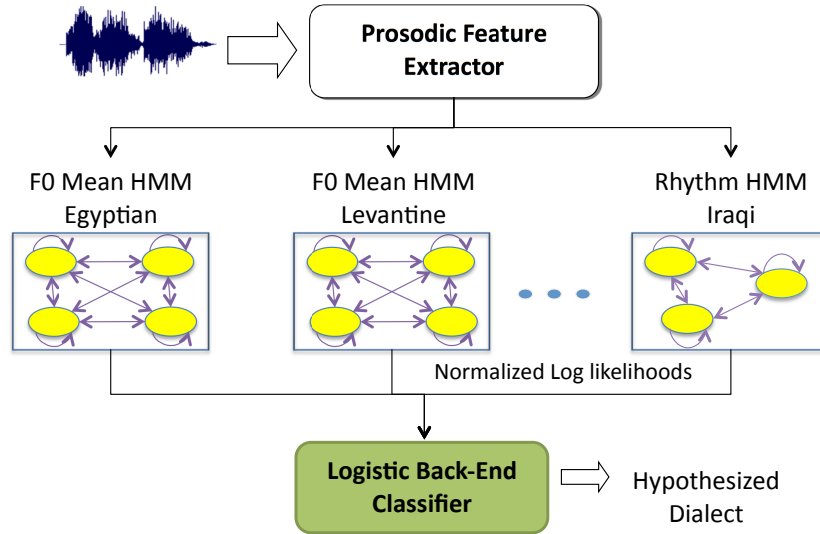 Prosodic Feature
Extractor
F0 Mean HMM
Egyptian
F0 Mean HMM
Levantine
Rhythm HMM
Iraqi
Normalized Log likelihoods
Logistic Back-End
Classifier
Hypothesized
Dialect